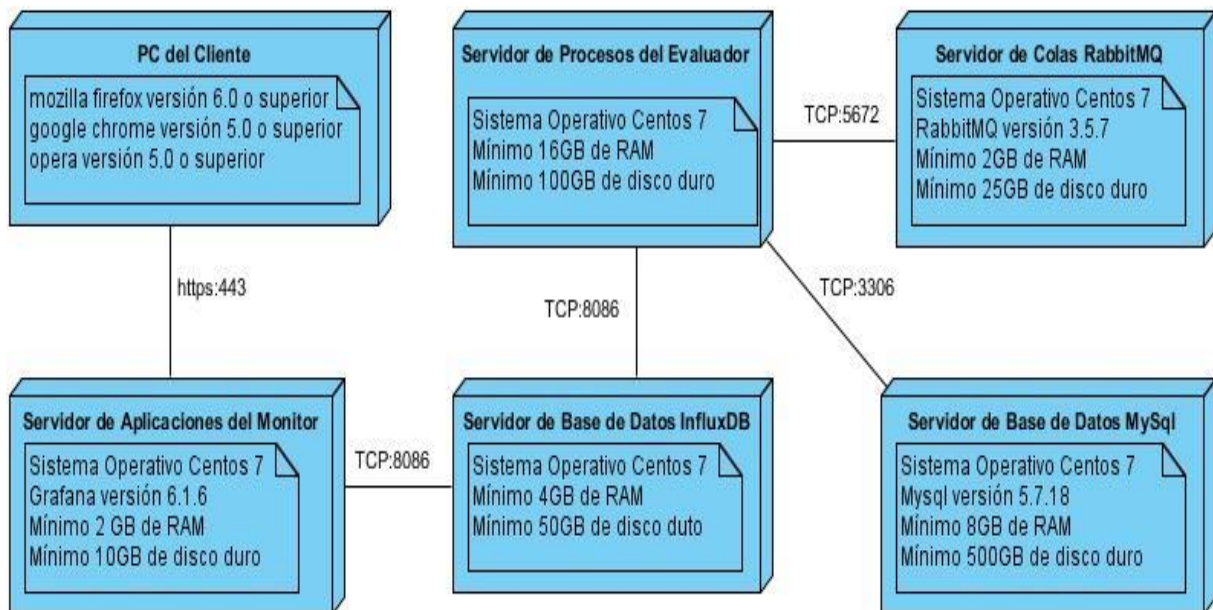 PC del Cliente
mozilla firefox versión 6.0 o superior
google chrome versión 5.0 o superior
opera versión 5.0 o superior
Servidor de Procesos del Evaluador
Sistema Operativo Centos 7
Mínimo 16GB de RAM
Mínimo 100GB de disco duro
TCP:5672
Servidor de Colas RabbitMQ
Sistema Operativo Centos 7
RabbitMQ versión 3.5.7
Mínimo 2GB de RAM
Mínimo 25GB de disco duro
https:443
TCP:8086
TCP:3306
Servidor de Aplicaciones del Monitor
Sistema Operativo Centos 7
Grafana versión 6.1.6
Mínimo 2 GB de RAM
Mínimo 10GB de disco duro
TCP:8086
Servidor de Base de Datos InfluxDB
Sistema Operativo Centos 7
Mínimo 4GB de RAM
Mínimo 50GB de disco duto
Servidor de Base de Datos MySql
Sistema Operativo Centos 7
Mysql versión 5.7.18
Mínimo 8GB de RAM
Mínimo 500GB de disco duro